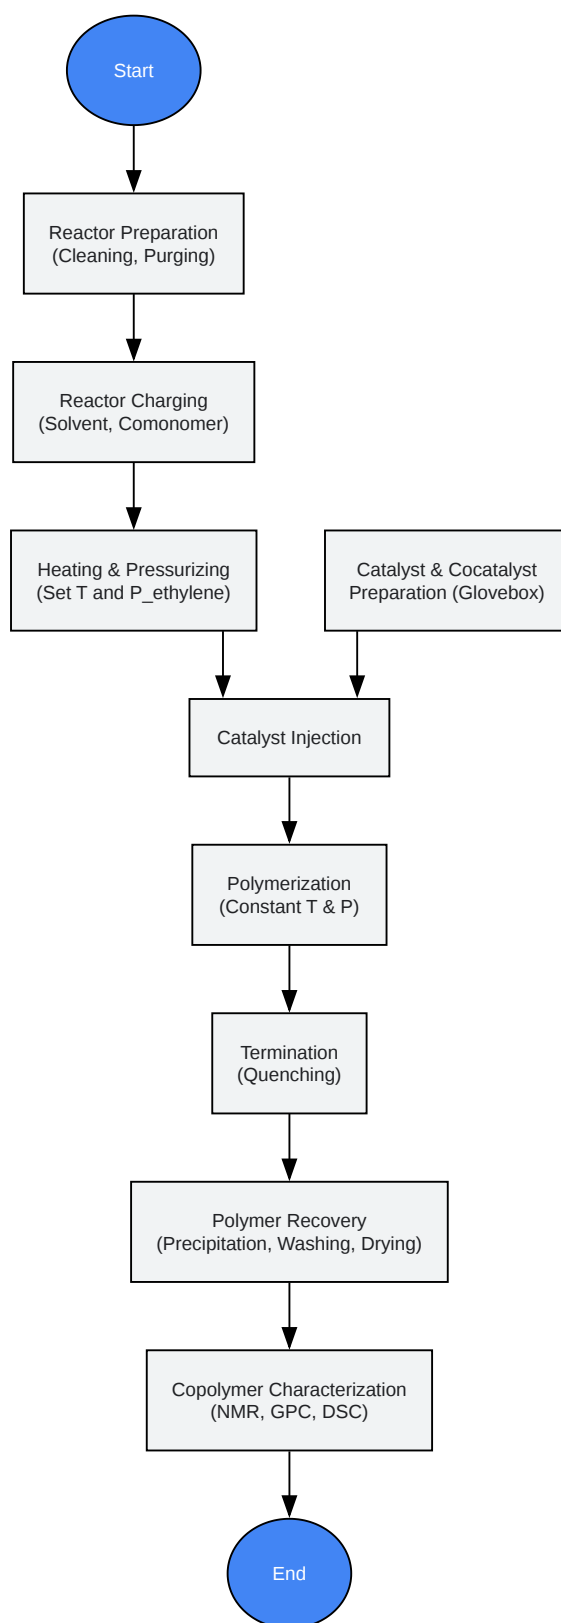 Start
Reactor Preparation
(Cleaning, Purging)
Reactor Charging
(Solvent, Comonomer)
Heating & Pressurizing
(Set T and P_ethylene)
Catalyst & Cocatalyst
Preparation (Glovebox)
Catalyst Injection
Polymerization
(Constant T & P)
Termination
(Quenching)
Polymer Recovery
(Precipitation, Washing, Drying)
Copolymer Characterization
(NMR, GPC, DSC)
End